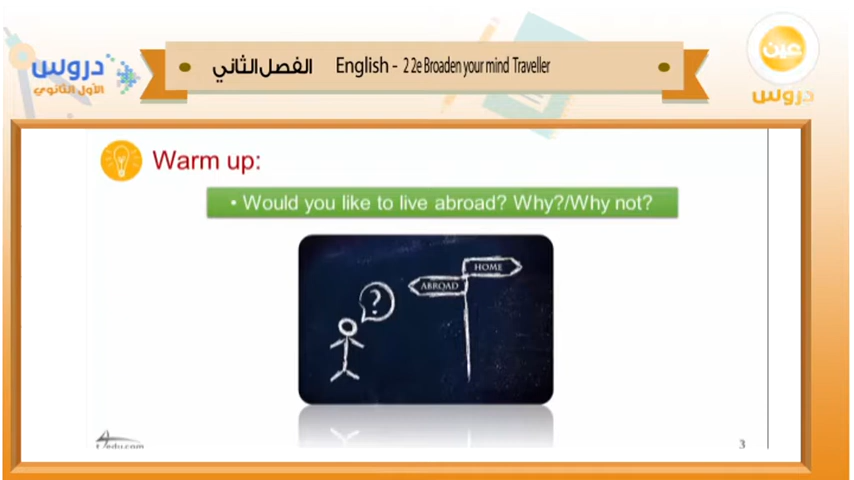 دروس
الأول الثانوي
English - 2 2e Broaden your mind Traveller الفصل الثاني
عين
دروس
Warm up:
• Would you like to live abroad? Why?/Why not?
HOME
ABROAD
?
3